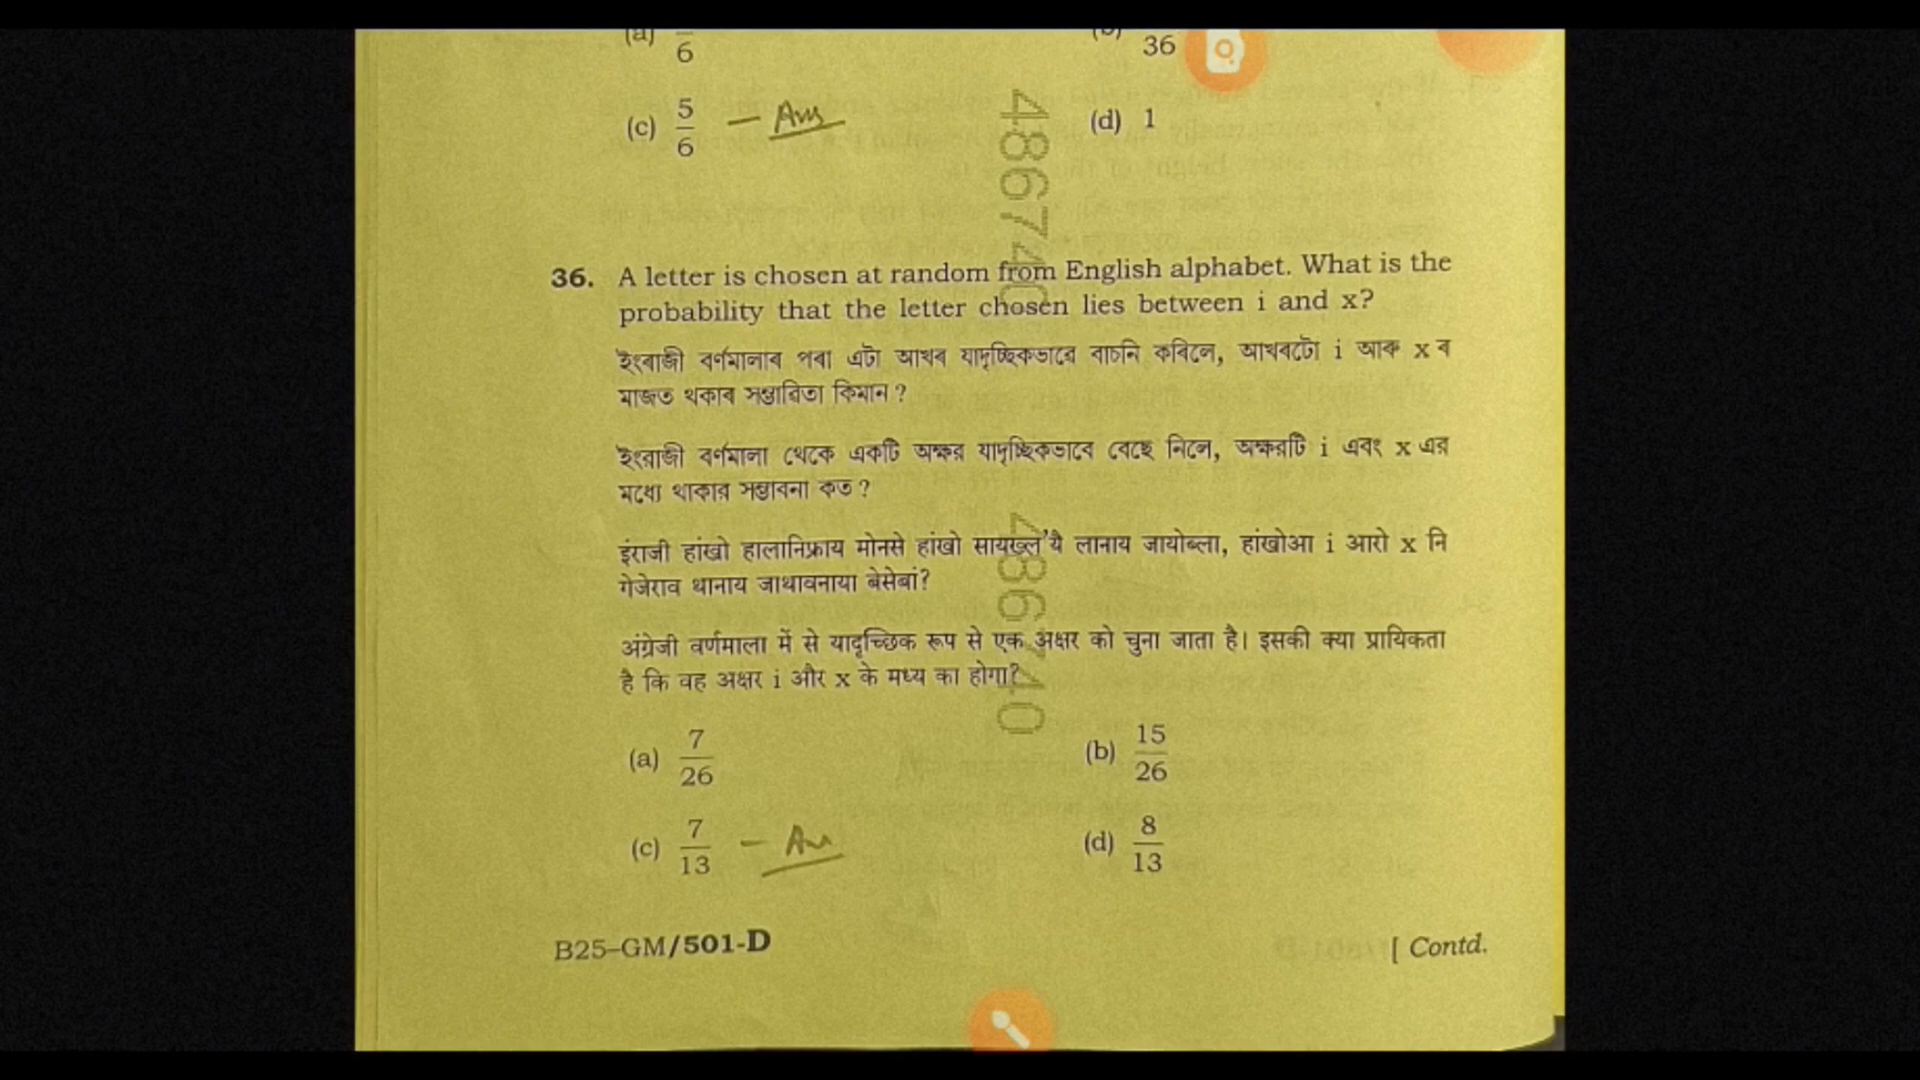 (a) 6
(b) 36
(c) 5/6 – Ans
(d) 1
4867740
36. A letter is chosen at random from English alphabet. What is the
probability that the letter chosen lies between i and x?
ইংৰাজী বৰ্ণমালাৰ পৰা এটা আখৰ যাদৃচ্ছিকভাৱে বাচনি কৰিলে, আখৰটো i আৰু x ৰ
মাজত থকাৰ সম্ভাৱিতা কিমান ?
ইংরাজী বর্ণমালা থেকে একটি অক্ষর যাদৃচ্ছিকভাবে বেছে নিলে, অক্ষরটি i এবং x এর
মধ্যে থাকার সম্ভাবনা কত ?
इंराजी हांखो हालानिफ्राय मोनसे हांखो सायख्ल'यै लानाय जायोब्ला, हांखोआ i आरो x नि
गेजेराव थानाय जाथावनाया बेसेबां?
4867740
अंग्रेजी वर्णमाला में से यादृच्छिक रूप से एक अक्षर को चुना जाता है। इसकी क्या प्रायिकता
है कि वह अक्षर i और x के मध्य का होगा?
(a) 7/26
(b) 15/26
(c) 7/13 – An
(d) 8/13
B25–GM/501-D
[ Contd.